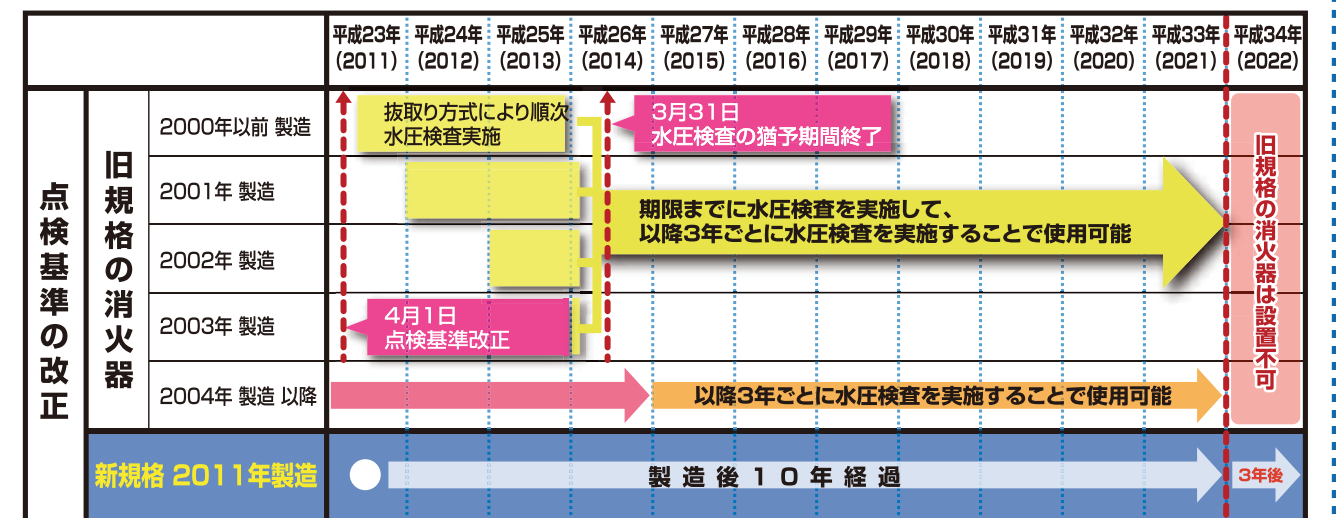 平成23年 平成24年 平成25年 平成26年 平成27年 平成28年 平成29年 平成30年 平成31年 平成32年 平成33年 平成34年
(2011) (2012) (2013) (2014) (2015) (2016) (2017) (2018) (2019) (2020) (2021) (2022)
点検基準の改正
旧規格の消火器
2000年以前 製造
抜取り方式により順次
水圧検査実施
3月31日
水圧検査の猶予期間終了
2001年 製造
期限までに水圧検査を実施して、
以降3年ごとに水圧検査を実施することで使用可能
2002年 製造
2003年 製造
4月1日
点検基準改正
2004年 製造 以降
以降3年ごとに水圧検査を実施することで使用可能
旧規格の消火器は設置不可
新規格 2011年製造
製造後10年経過
3年後